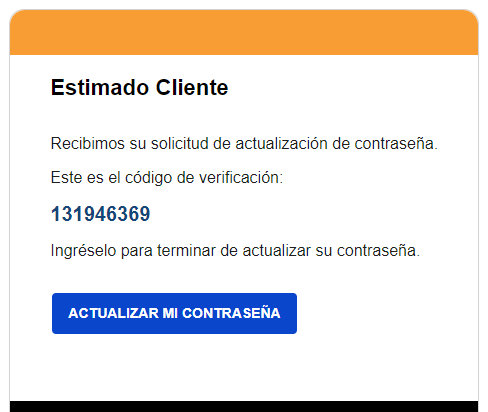 Estimado Cliente
Recibimos su solicitud de actualización de contraseña.
Este es el código de verificación:
131946369
Ingréselo para terminar de actualizar su contraseña.
ACTUALIZAR MI CONTRASEÑA